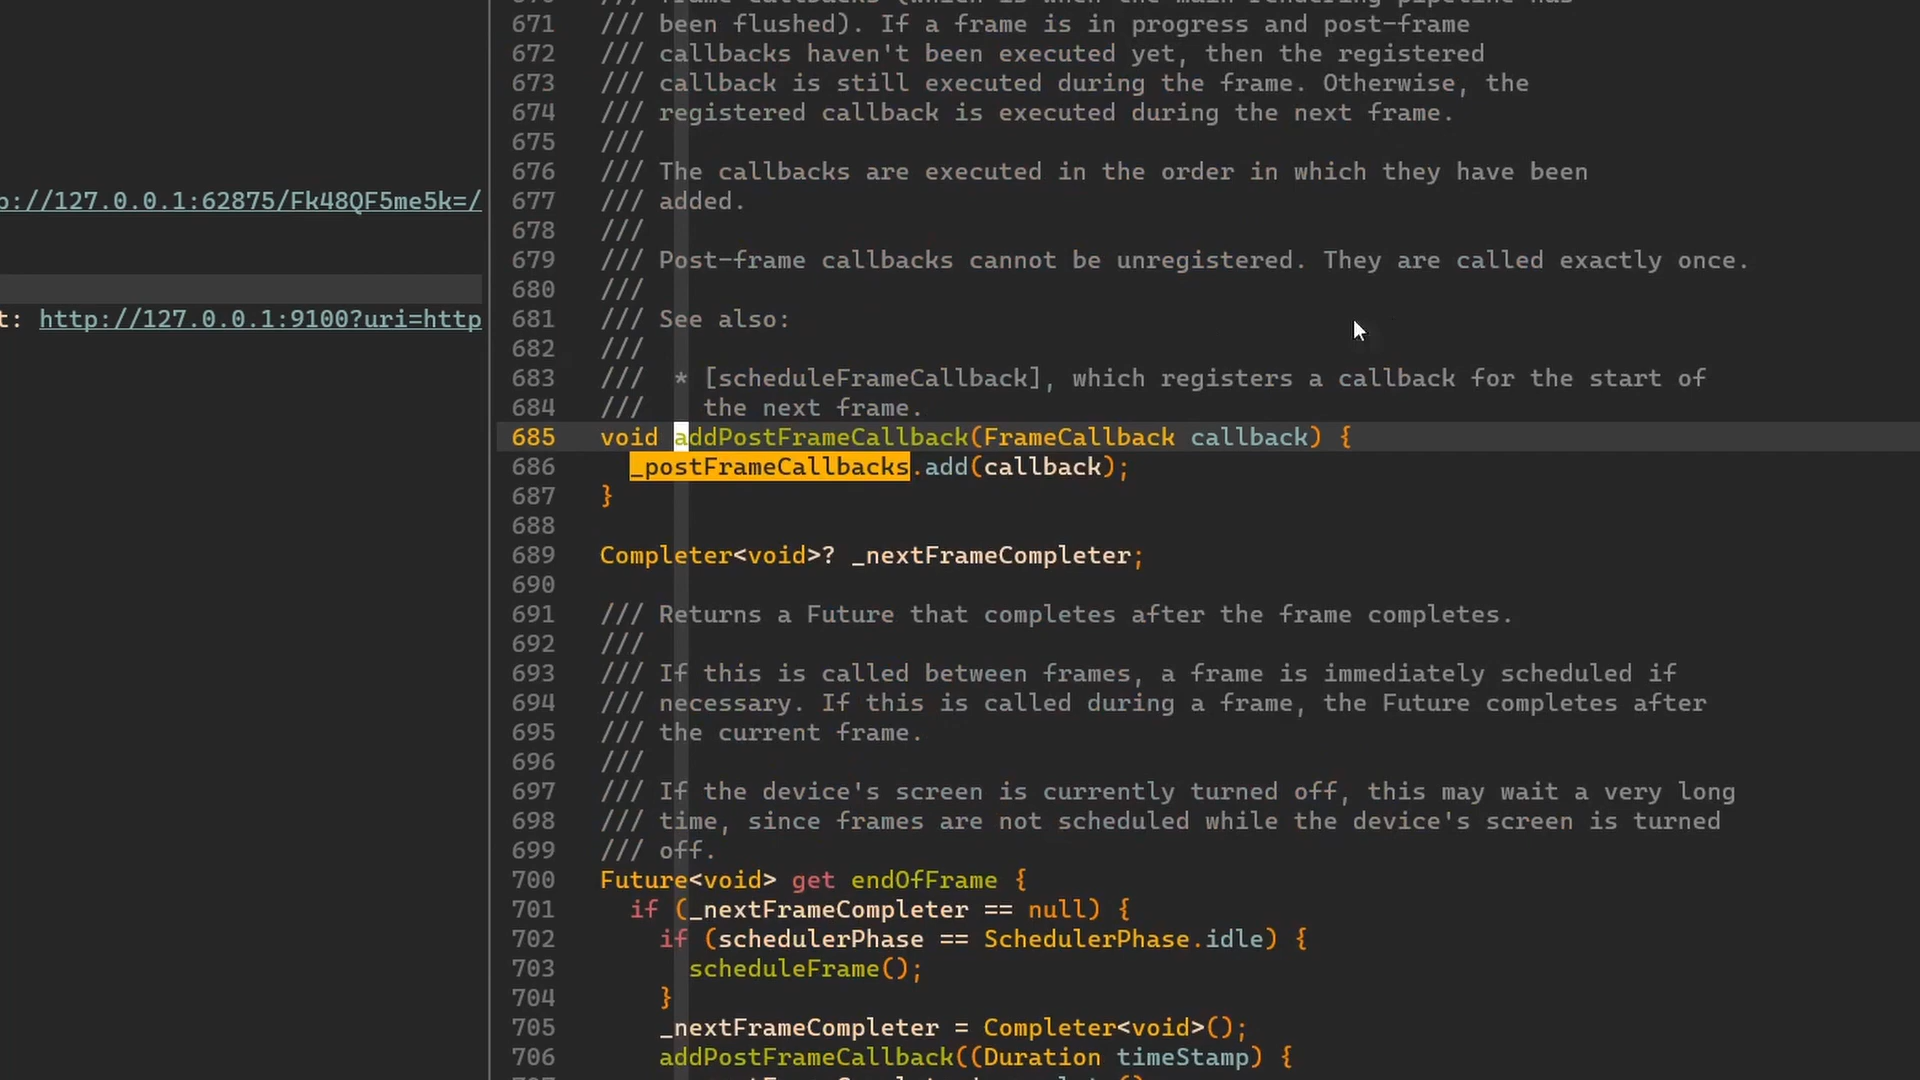 p://127.0.0.1:62875/Fk48QF5me5k=/
t: http://127.0.0.1:9100?uri=http
671 /// been flushed). If a frame is in progress and post-frame
672 /// callbacks haven't been executed yet, then the registered
673 /// callback is still executed during the frame. Otherwise, the
674 /// registered callback is executed during the next frame.
675 ///
676 /// The callbacks are executed in the order in which they have been
677 /// added.
678 ///
679 /// Post-frame callbacks cannot be unregistered. They are called exactly once.
680 ///
681 /// See also:
682 ///
683 ///  * [scheduleFrameCallback], which registers a callback for the start of
684 ///    the next frame.
685 void addPostFrameCallback(FrameCallback callback) {
686   _postFrameCallbacks.add(callback);
687 }
688
689 Completer<void>? _nextFrameCompleter;
690
691 /// Returns a Future that completes after the frame completes.
692 ///
693 /// If this is called between frames, a frame is immediately scheduled if
694 /// necessary. If this is called during a frame, the Future completes after
695 /// the current frame.
696 ///
697 /// If the device's screen is currently turned off, this may wait a very long
698 /// time, since frames are not scheduled while the device's screen is turned
699 /// off.
700 Future<void> get endOfFrame {
701   if (_nextFrameCompleter == null) {
702     if (schedulerPhase == SchedulerPhase.idle) {
703       scheduleFrame();
704     }
705     _nextFrameCompleter = Completer<void>();
706     addPostFrameCallback((Duration timeStamp) {